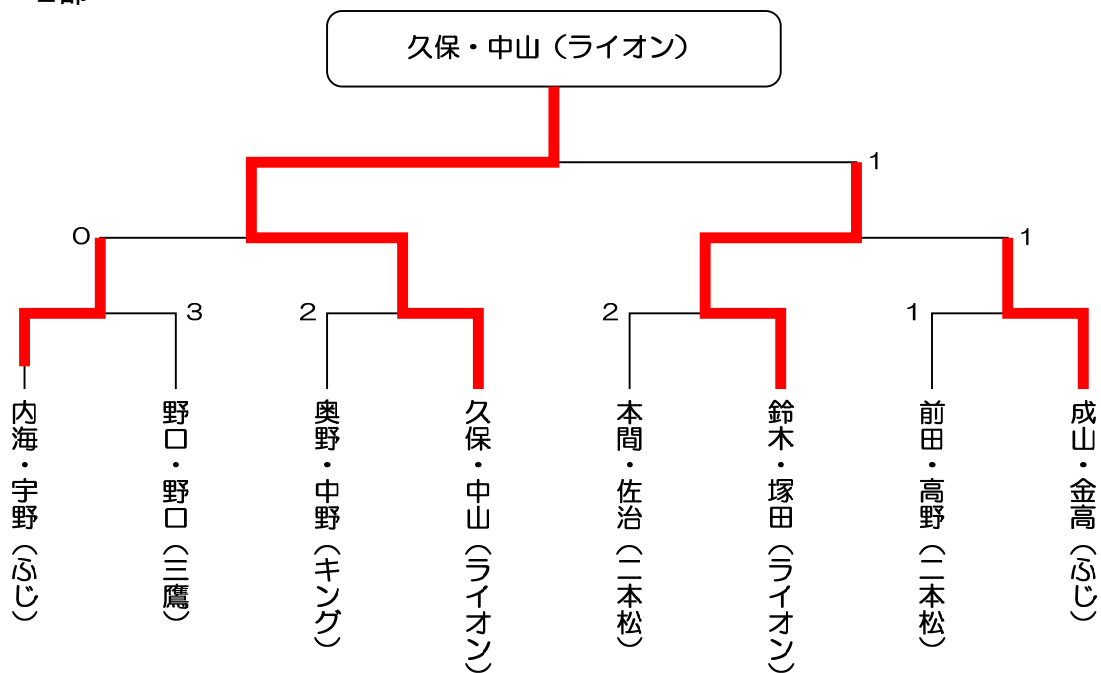 久保・中山（ライオン）
1
0
1
3
2
2
1
内海・宇野（ふじ）
野口・野口（三鷹）
奥野・中野（キング）
久保・中山（ライオン）
本間・佐治（二本松）
鈴木・塚田（ライオン）
前田・高野（二本松）
成山・金高（ふじ）